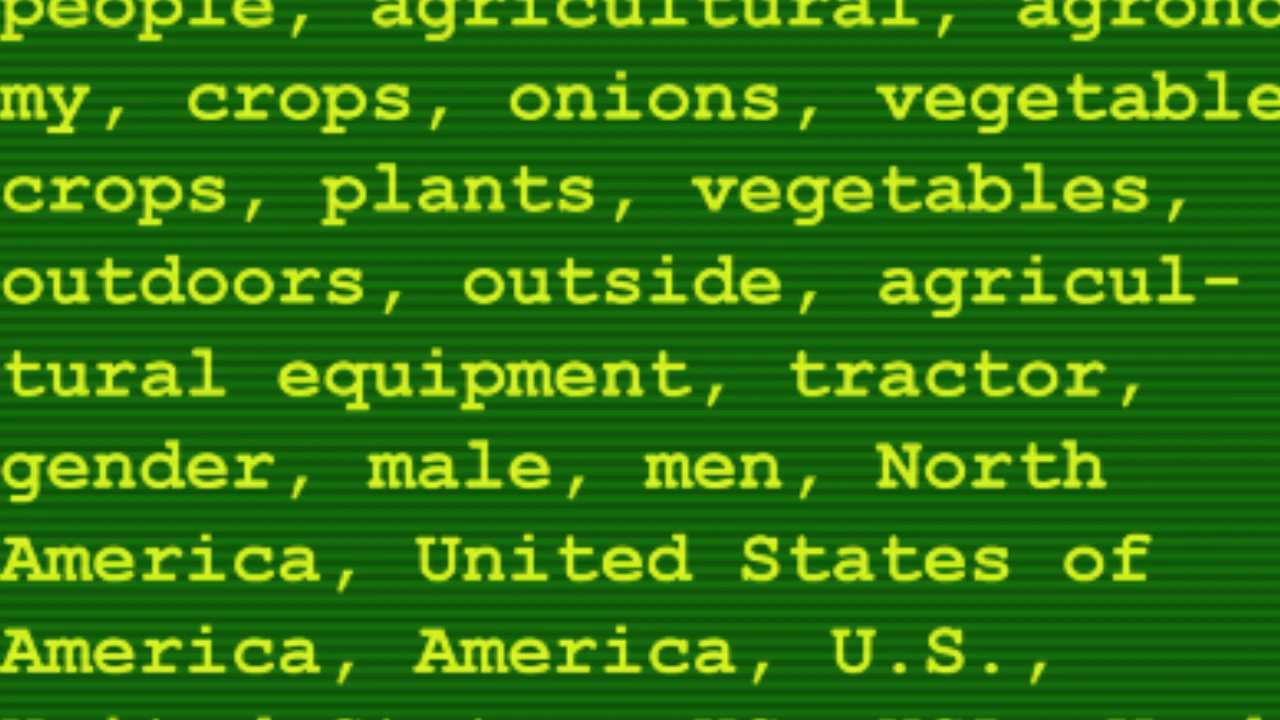 people, agricultural, agrono
my, crops, onions, vegetable
crops, plants, vegetables,
outdoors, outside, agricul-
tural equipment, tractor,
gender, male, men, North
America, United States of
America, America, U.S.,